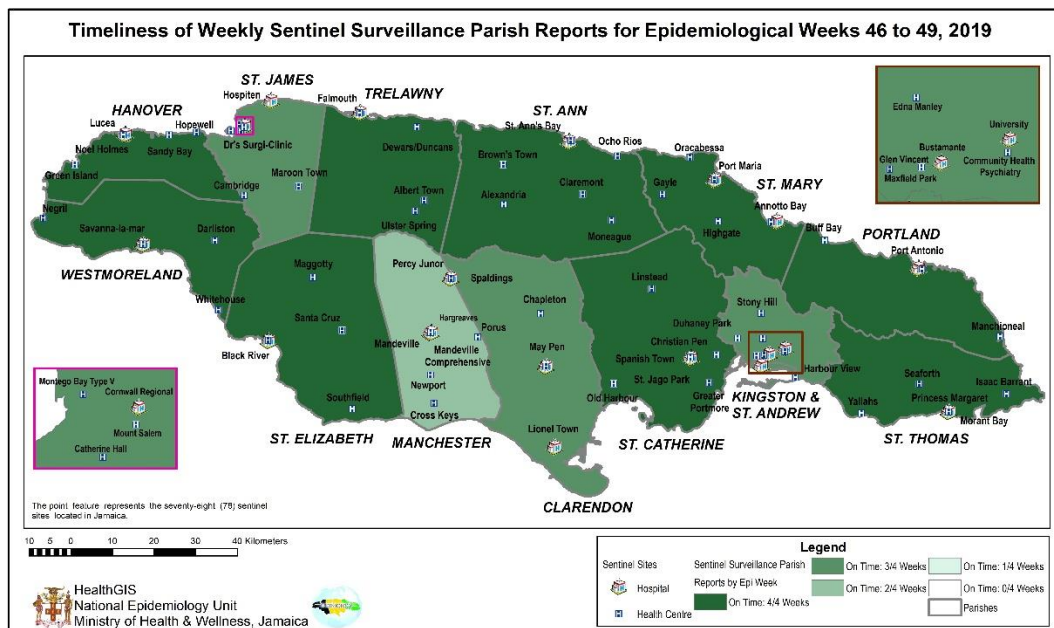 Timeliness of Weekly Sentinel Surveillance Parish Reports for Epidemiological Weeks 46 to 49, 2019
ST. JAMES
Hospiten
TRELAWNY
Falmouth
HANOVER
Lucea
Hopewell
Noel Holmes
Sandy Bay
Green Island
Dr's Surgi-Clinic
Maroon Town
Cambridge
Dewars/Duncans
Albert Town
Ulster Spring
ST. ANN
St. Ann's Bay
Ocho Rios
Brown's Town
Alexandria
Claremont
Moneague
Oracabessa
Port Maria
Gayle
ST. MARY
Annotto Bay
Highgate
Buff Bay
PORTLAND
Port Antonio
Manchioneal
Edna Manley
University
Bustamante
Glen Vincent
Maxfield Park
Community Health
Psychiatry
Negril
Savanna-la-mar
Darliston
WESTMORELAND
Whitehouse
Maggotty
Santa Cruz
Black River
Southfield
ST. ELIZABETH
Percy Junor
Spaldings
Hargreaves
Mandeville
Porus
Mandeville
Comprehensive
Newport
Cross Keys
MANCHESTER
Chapleton
May Pen
Lionel Town
CLARENDON
Linstead
Christian Pen
Spanish Town
St. Jago Park
Old Harbour
Greater
Portmore
ST. CATHERINE
Stony Hill
Duhaney Park
Harbour View
KINGSTON &
ST. ANDREW
Seaforth
Isaac Barrant
Princess Margaret
Yallahs
Morant Bay
ST. THOMAS
Montego Bay Type V
Cornwall Regional
Mount Salem
Catherine Hall
The point feature represents the seventy-eight (78) sentinel
sites located in Jamaica.
10 5 0 10 20 30 40 Kilometers
HealthGIS
National Epidemiology Unit
Ministry of Health & Wellness, Jamaica
Legend
Sentinel Sites
Hospital
Health Centre
Sentinel Surveillance Parish
Reports by Epi Week
On Time: 4/4 Weeks
On Time: 3/4 Weeks
On Time: 2/4 Weeks
On Time: 1/4 Weeks
On Time: 0/4 Weeks
Parishes